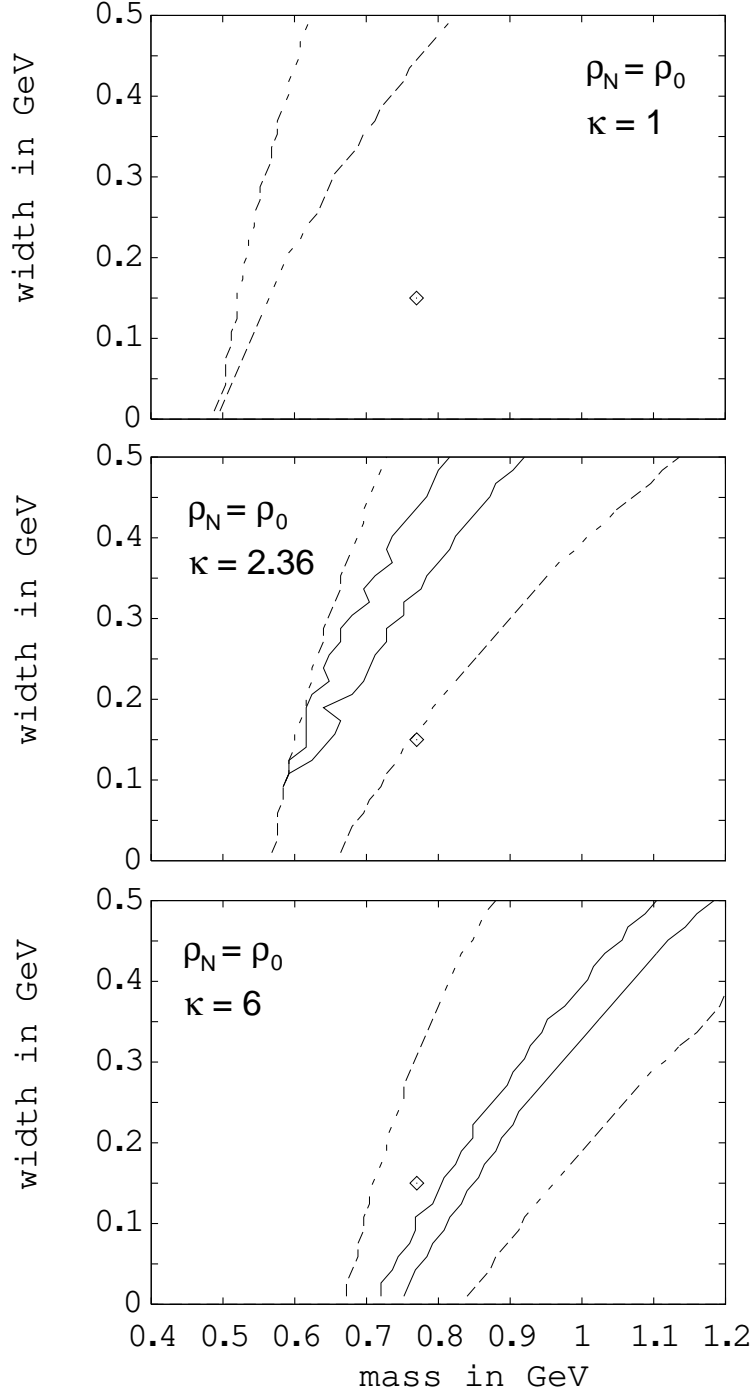 0.5
0.4
0.3
0.2
0.1
0
width in GeV
ρN = ρ0
κ = 1
0.5
0.4
0.3
0.2
0.1
0
width in GeV
ρN = ρ0
κ = 2.36
0.5
0.4
0.3
0.2
0.1
0
width in GeV
ρN = ρ0
κ = 6
0.4 0.5 0.6 0.7 0.8 0.9 1 1.1 1.2
mass in GeV